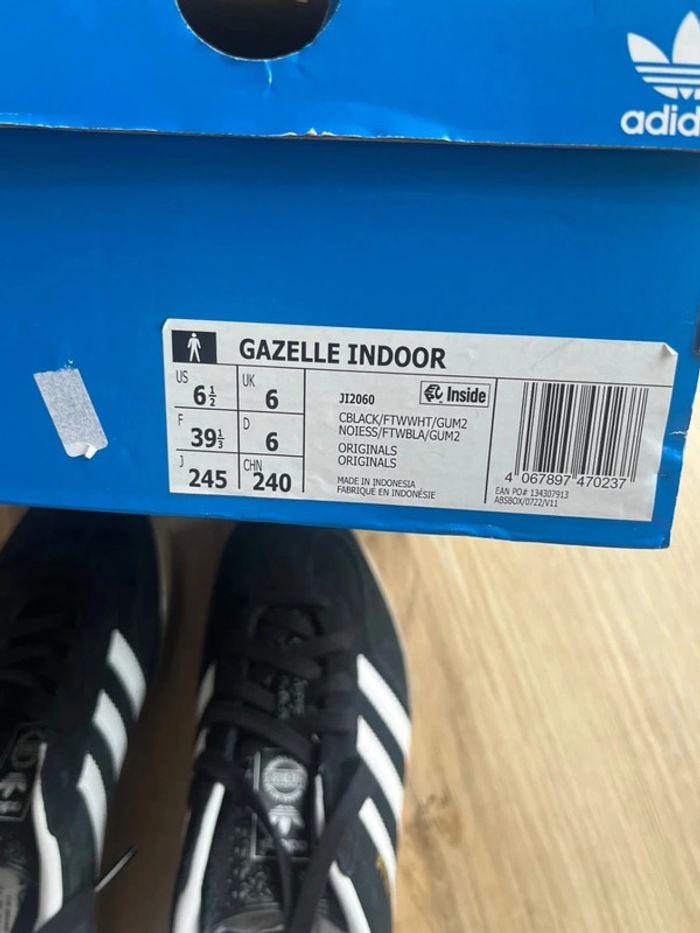 adid
GAZELLE INDOOR
US
6½
UK
6
F
39⅓
D
6
J
245
CHN
240
JI2060
Inside
CBLACK/FTWWHT/GUM2
NOIESS/FTWBLA/GUM2
ORIGINALS
ORIGINALS
MADE IN INDONESIA
FABRIQUE EN INDONÉSIE
4 067897 470237
EAN PO# 134307913
ABSBOX/0722/V11